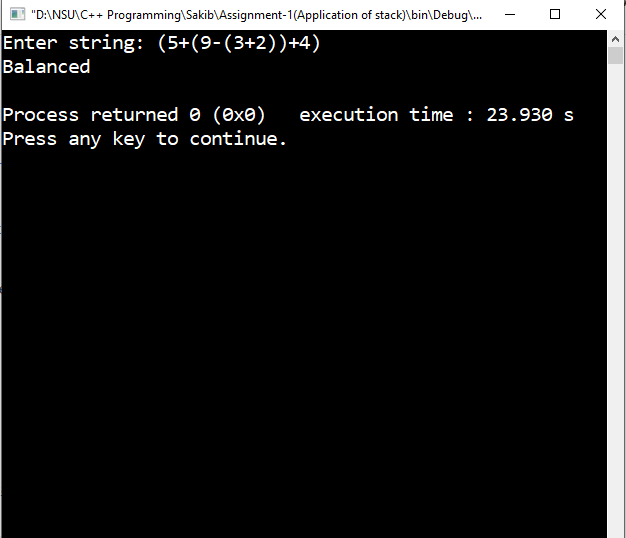 "D:\NSU\C++ Programming\Sakib\Assignment-1(Application of stack)\bin\Debug\...
Enter string: (5+(9-(3+2))+4)
Balanced
Process returned 0 (0x0)   execution time : 23.930 s
Press any key to continue.